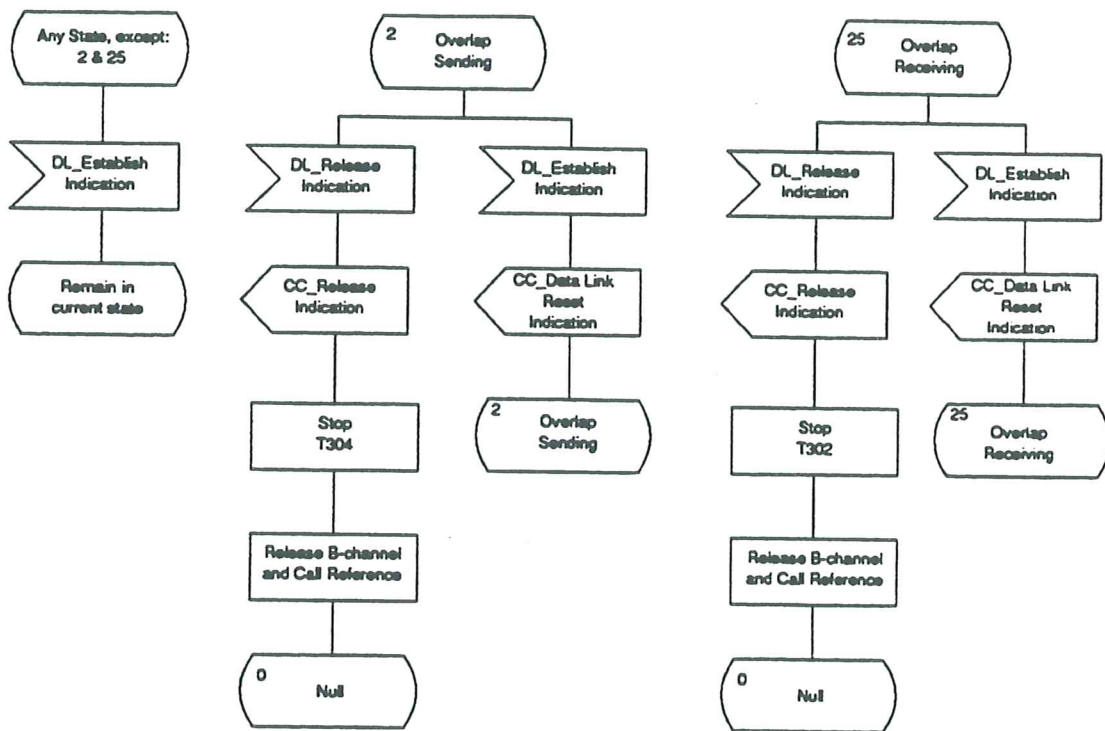 Any State, except:
2 & 25
DL_Establish
Indication
Remain in
current state
2
Overlap
Sending
DL_Release
Indication
CC_Release
Indication
Stop
T304
Release B-channel
and Call Reference
0
Null
DL_Establish
Indication
CC_Data Link
Reset
Indication
2
Overlap
Sending
25
Overlap
Receiving
DL_Release
Indication
CC_Release
Indication
Stop
T302
Release B-channel
and Call Reference
0
Null
DL_Establish
Indication
CC_Data Link
Reset
Indication
25
Overlap
Receiving